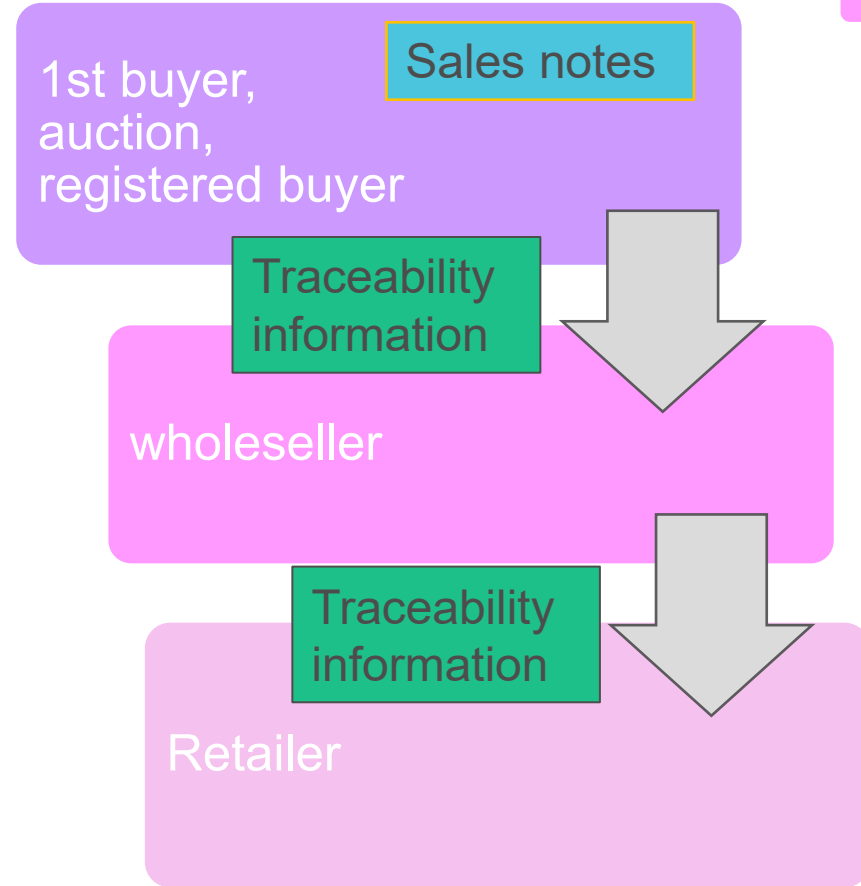 Sales notes
1st buyer,
auction,
registered buyer
Traceability
information
wholeseller
Traceability
information
Retailer